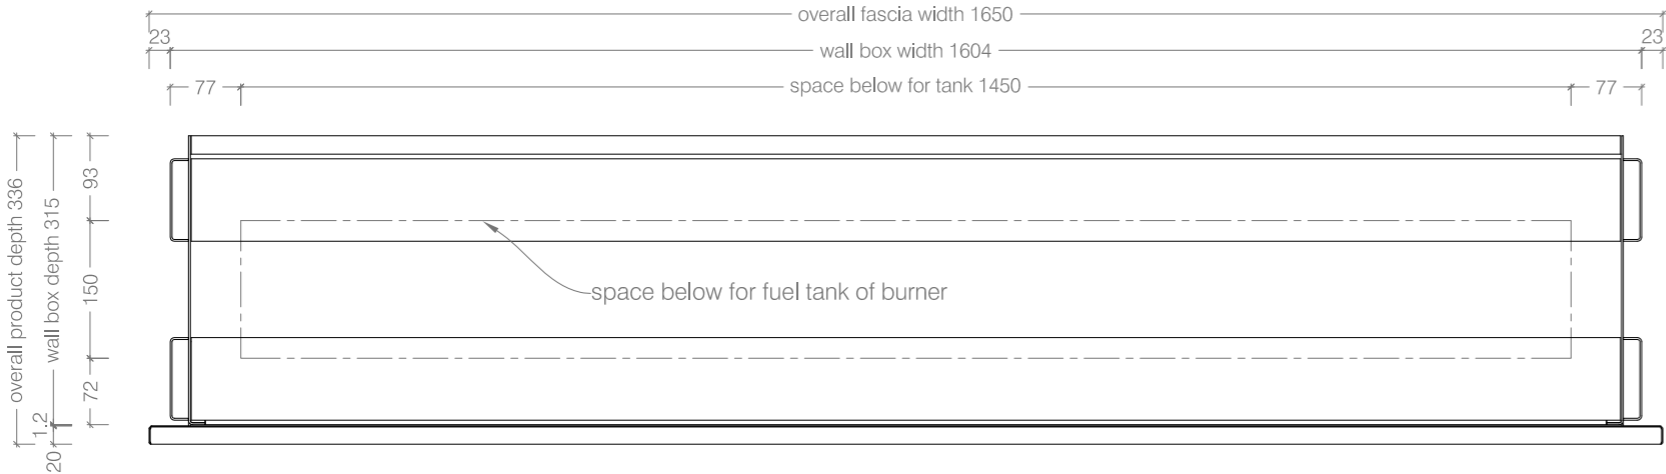 overall fascia width 1650
23
wall box width 1604
23
77
space below for tank 1450
77
overall product depth 336
wall box depth 315
93
150
72
1.2
20
space below for fuel tank of burner